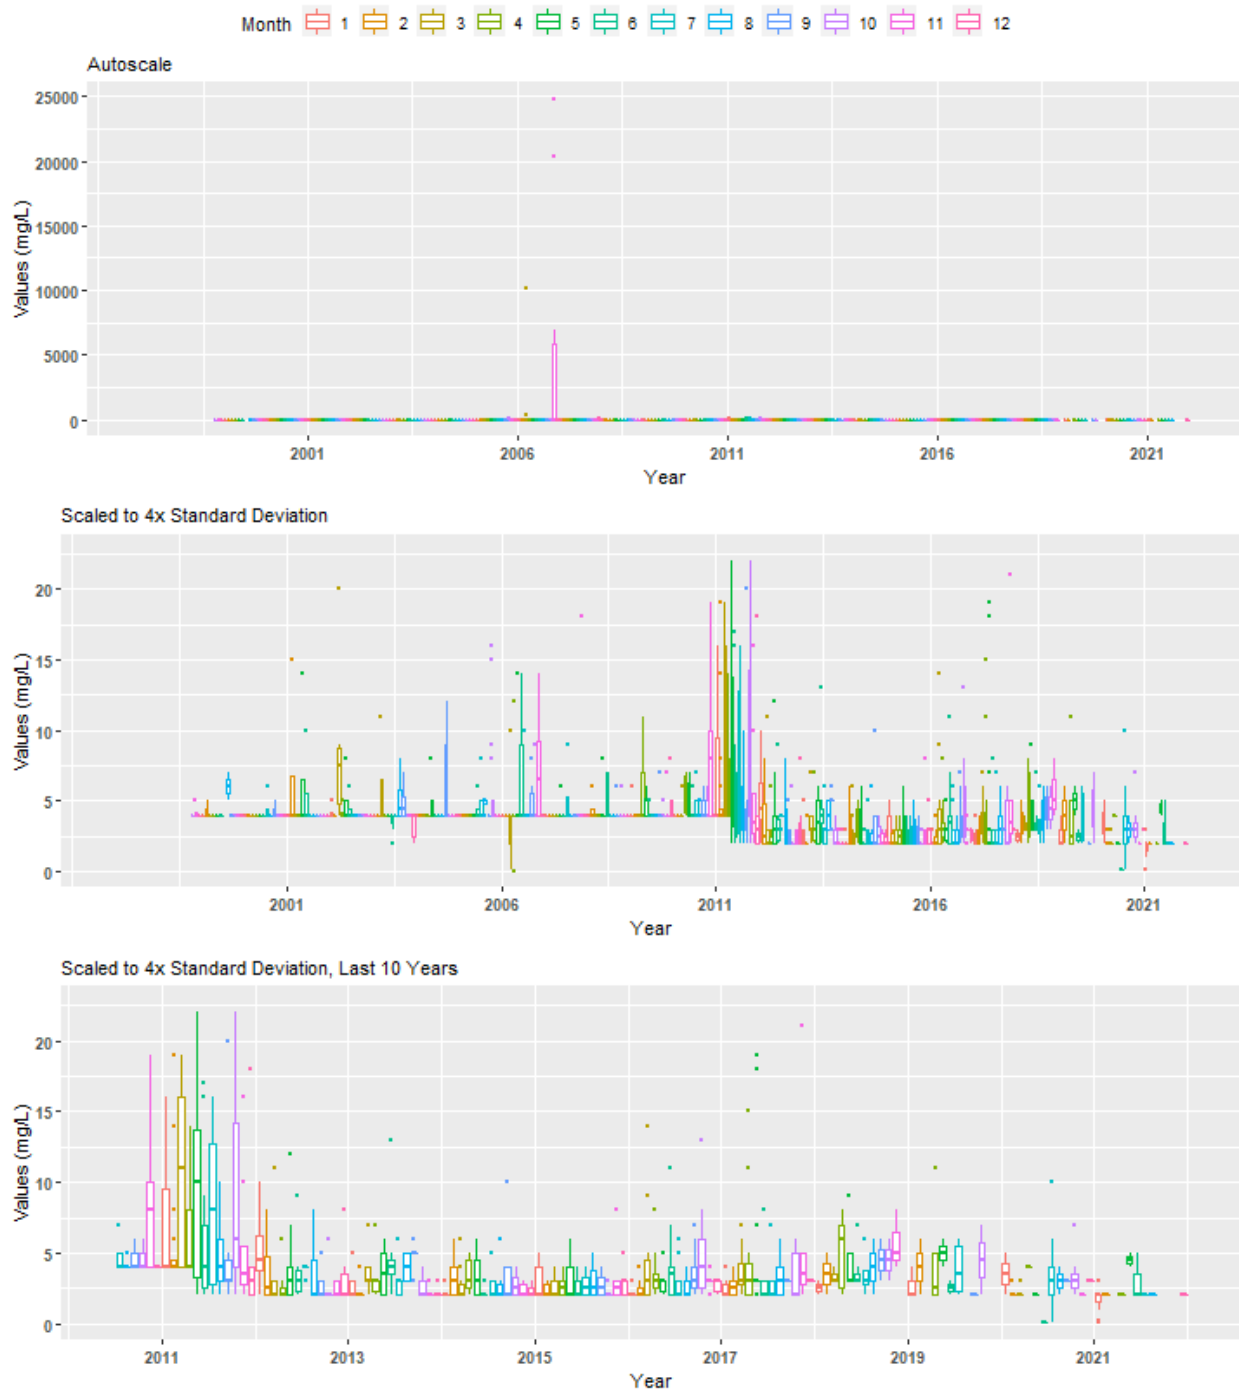 Month 1 2 3 4 5 6 7 8 9 10 11 12
Autoscale
Values (mg/L)
25000
20000
15000
10000
5000
0
2001 2006 2011 2016 2021
Year
Scaled to 4x Standard Deviation
Values (mg/L)
20
15
10
5
0
2001 2006 2011 2016 2021
Year
Scaled to 4x Standard Deviation, Last 10 Years
Values (mg/L)
20
15
10
5
0
2011 2013 2015 2017 2019 2021
Year